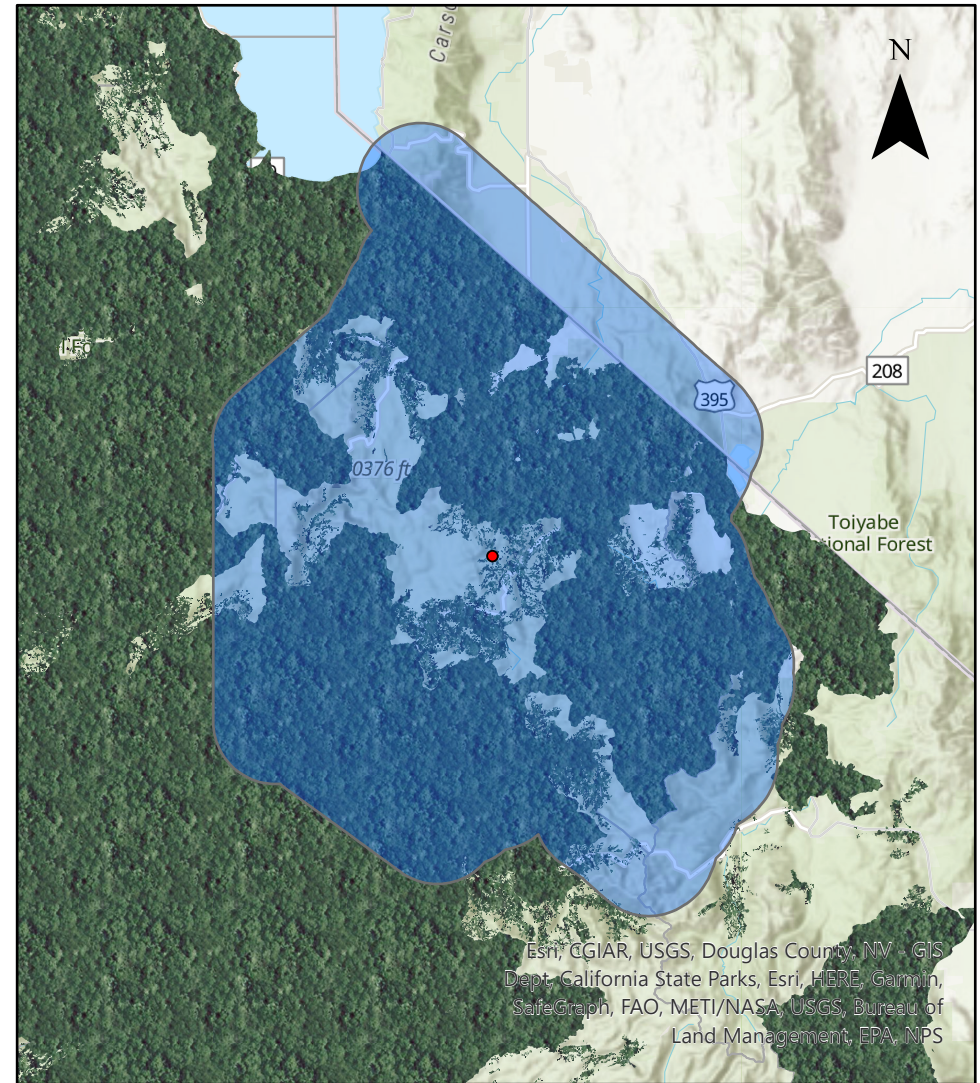 Carso
N
208
395
0376 ft
Toiyabe
ional Forest
Esri, CGIAR, USGS, Douglas County, NV - GIS
Dept, California State Parks, Esri, HERE, Garmin,
SafeGraph, FAO, METI/NASA, USGS, Bureau of
Land Management, EPA, NPS